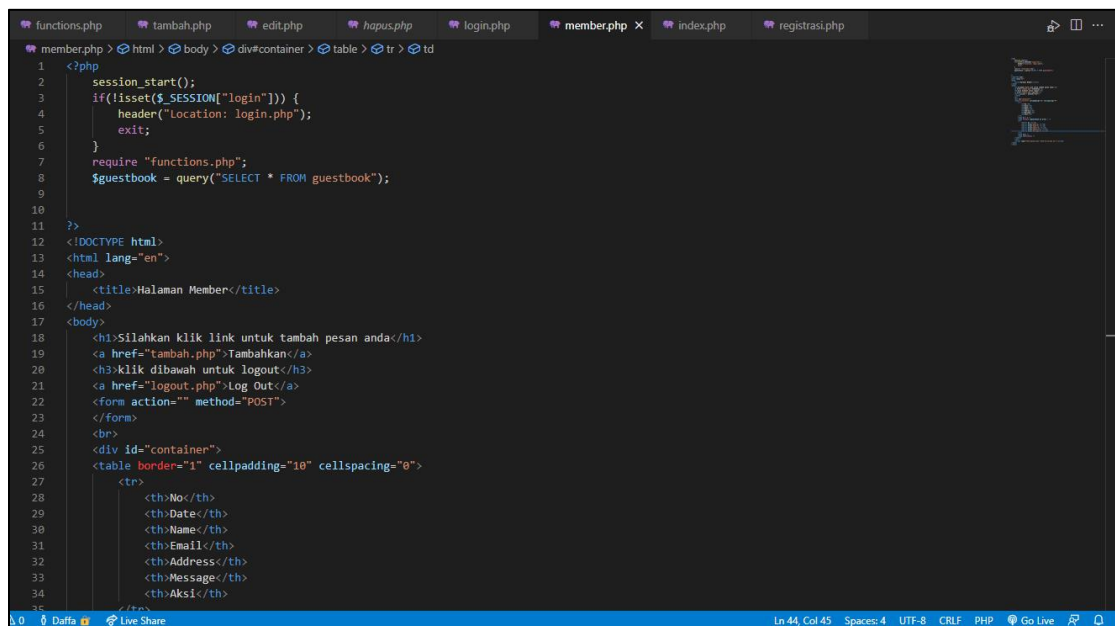 functions.php tambah.php edit.php hapus.php login.php member.php × index.php registrasi.php ...
member.php > html > body > div#container > table > tr > td
1 <?php
2 session_start();
3 if(!isset($_SESSION["login"])) {
4 header("Location: login.php");
5 exit;
6 }
7 require "functions.php";
8 $guestbook = query("SELECT * FROM guestbook");
9
10
11 ?>
12 <!DOCTYPE html>
13 <html lang="en">
14 <head>
15 <title>Halaman Member</title>
16 </head>
17 <body>
18 <h1>Silahkan klik link untuk tambah pesan anda</h1>
19 <a href="tambah.php">Tambahkan</a>
20 <h3>klik dibawah untuk logout</h3>
21 <a href="logout.php">Log Out</a>
22 <form action="" method="POST">
23 </form>
24 <br>
25 <div id="container">
26 <table border="1" cellpadding="10" cellspacing="0">
27 <tr>
28 <th>No</th>
29 <th>Date</th>
30 <th>Name</th>
31 <th>Email</th>
32 <th>Address</th>
33 <th>Message</th>
34 <th>Aksi</th>
35 </tr>
0 Daffa Live Share Ln 44, Col 45 Spaces: 4 UTF-8 CRLF PHP Go Live